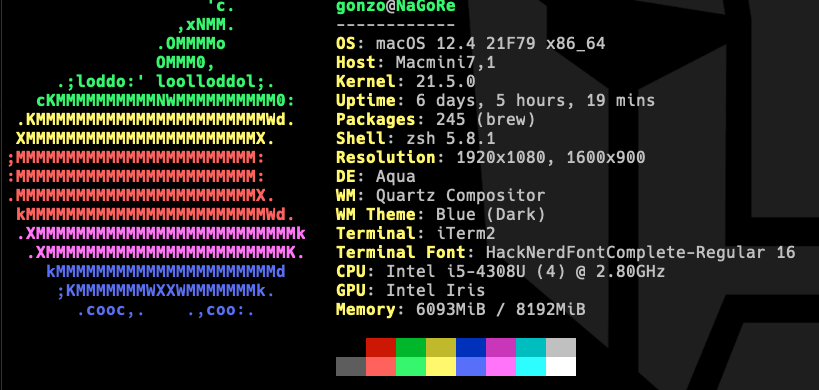 'c.
,xNMM.
.OMMMMo
OMMM0,
.;loddo:' loolloddol;.
cKMMMMMMMMMMNWMMMMMMMMMM0:
.KMMMMMMMMMMMMMMMMMMMMMMMWd.
XMMMMMMMMMMMMMMMMMMMMMMMX.
;MMMMMMMMMMMMMMMMMMMMMMMM:
:MMMMMMMMMMMMMMMMMMMMMMMM:
.MMMMMMMMMMMMMMMMMMMMMMMMX.
kMMMMMMMMMMMMMMMMMMMMMMMMWd.
.XMMMMMMMMMMMMMMMMMMMMMMMMMMk
.XMMMMMMMMMMMMMMMMMMMMMMMMK.
kMMMMMMMMMMMMMMMMMMMMMMd
;KMMMMMMMWXXWMMMMMMMk.
.cooc,. .,coo:.
gonzo@NaGoRe
------------
OS: macOS 12.4 21F79 x86_64
Host: Macmini7,1
Kernel: 21.5.0
Uptime: 6 days, 5 hours, 19 mins
Packages: 245 (brew)
Shell: zsh 5.8.1
Resolution: 1920x1080, 1600x900
DE: Aqua
WM: Quartz Compositor
WM Theme: Blue (Dark)
Terminal: iTerm2
Terminal Font: HackNerdFontComplete-Regular 16
CPU: Intel i5-4308U (4) @ 2.80GHz
GPU: Intel Iris
Memory: 6093MiB / 8192MiB